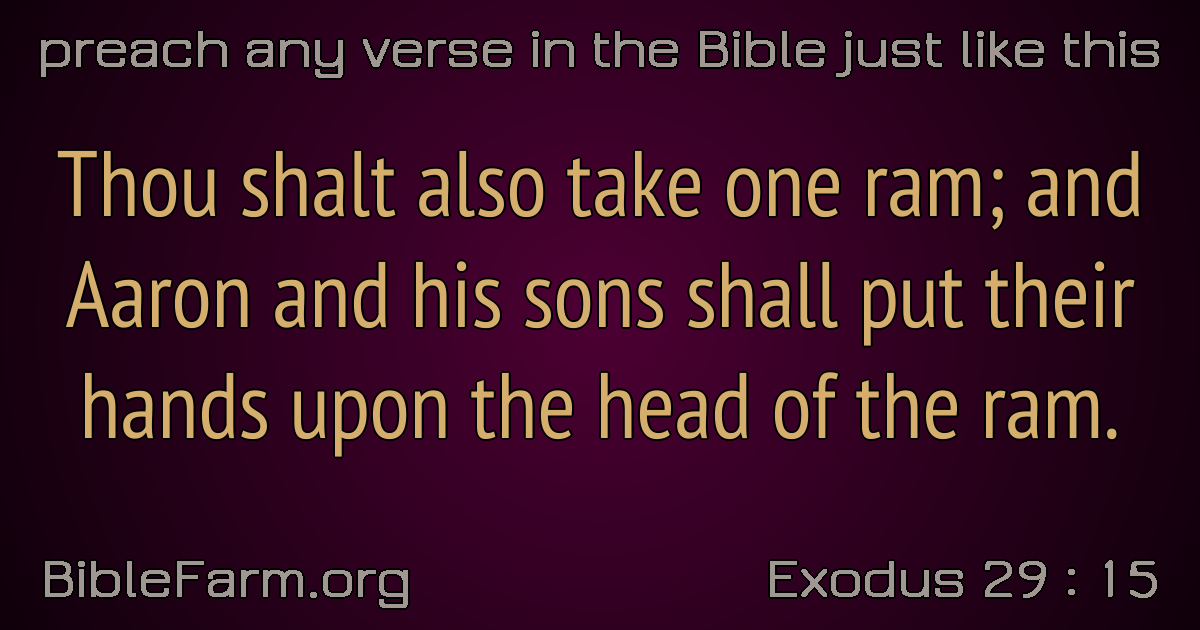 preach any verse in the Bible just like this
Thou shalt also take one ram; and
Aaron and his sons shall put their
hands upon the head of the ram.
BibleFarm.org
Exodus 29 : 15